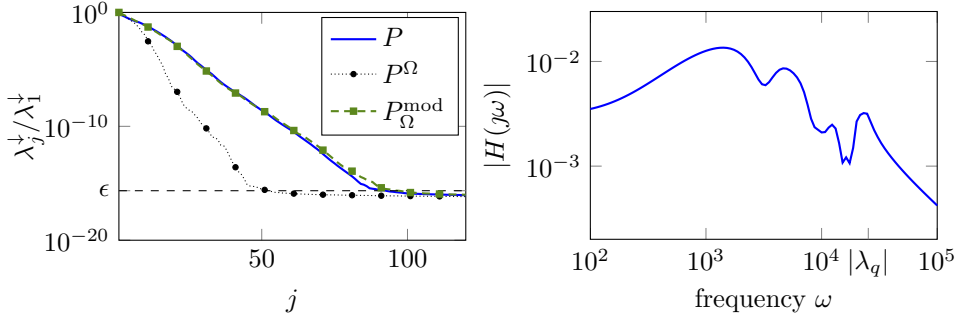 10^0
10^{-10}
ϵ
10^{-20}
λ_j^↓/λ_1^↓
50
100
j
P
P^Ω
P_Ω^{mod}
10^{-2}
10^{-3}
|H(ȷω)|
10^2
10^3
10^4
|λ_q|
10^5
frequency ω